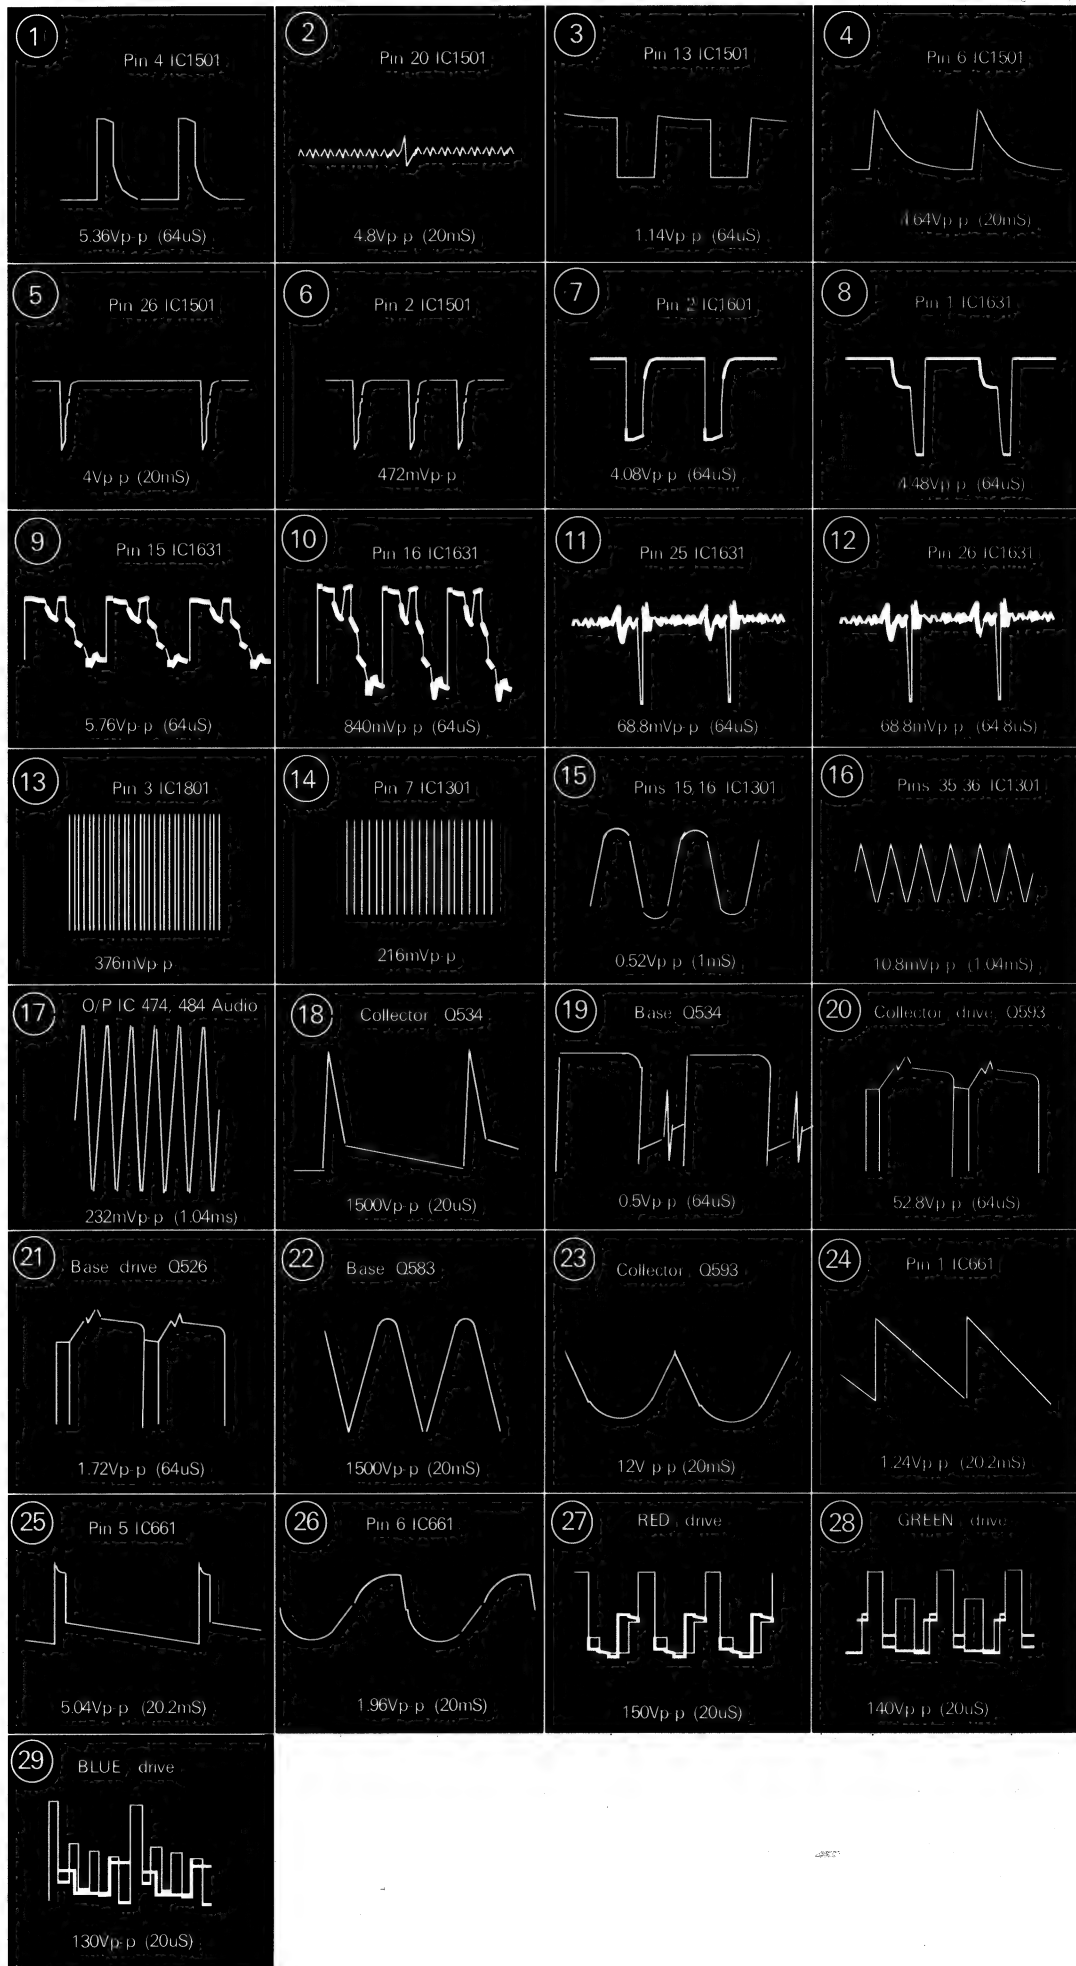 1
Pin 4 IC1501
5.36Vp-p (64uS)
2
Pin 20 IC1501
4.8Vp p (20mS)
3
Pin 13 IC1501
1.14Vp p (64uS)
4
Pin 6 IC1501
1.64Vp p (20mS)
5
Pin 26 IC1501
4Vp p (20mS)
6
Pin 2 IC1501
472mVp-p
7
Pin 2 IC1601
4.08Vp p (64uS)
8
Pin 1 IC1631
4.48Vp p (64uS)
9
Pin 15 IC1631
5.76Vp-p (64uS)
10
Pin 16 IC1631
840mVp-p (64uS)
11
Pin 25 IC1631
68.8mVp-p (64uS)
12
Pin 26 IC1631
68.8mVp-p (64.8uS)
13
Pin 3 IC1801
376mVp-p
14
Pin 7 IC1301
216mVp-p
15
Pins 15,16 IC1301
0.52Vp p (1mS)
16
Pins 35 36 IC1301
10.8mVp p (1.04mS)
17
O/P IC 474, 484 Audio
232mVp-p (1.04ms)
18
Collector Q534
1500Vp p (20uS)
19
Base Q534
0.5Vp p (64uS)
20
Collector drive Q593
52.8Vp p (64uS)
21
Base drive Q526
1.72Vp-p (64uS)
22
Base Q583
1500Vp p (20mS)
23
Collector Q593
12V p p (20mS)
24
Pin 1 IC661
1.24Vp p (20.2mS)
25
Pin 5 IC661
5.04Vp-p (20.2mS)
26
Pin 6 IC661
1.96Vp p (20mS)
27
RED drive
150Vp p (20uS)
28
GREEN drive
140Vp p (20uS)
29
BLUE drive
130Vp-p (20uS)